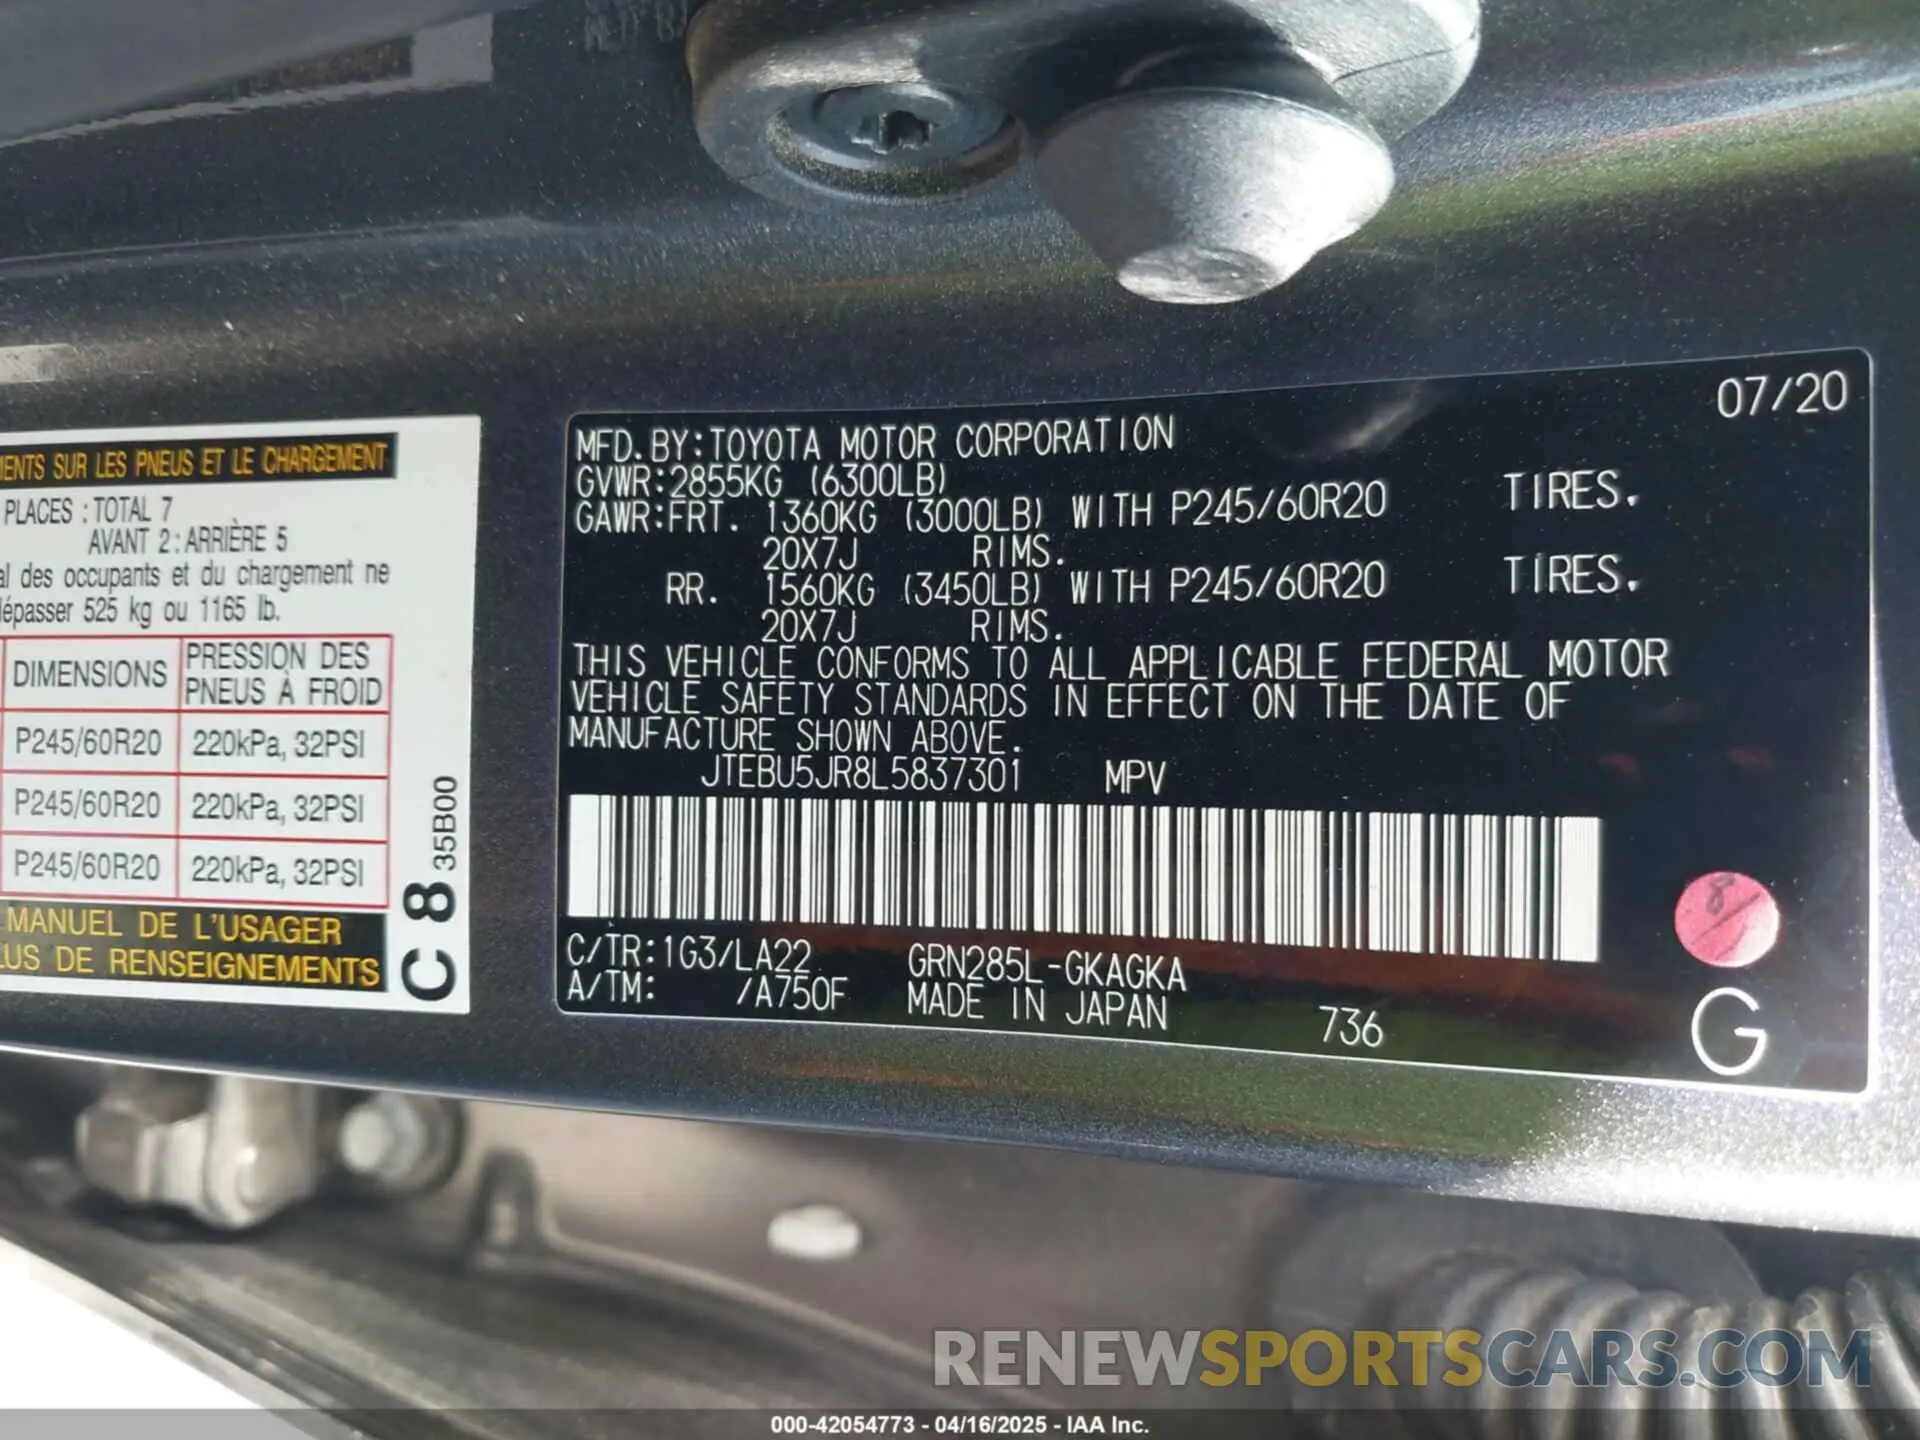 MENTS SUR LES PNEUS ET LE CHARGEMENT
PLACES : TOTAL 7
AVANT 2 : ARRIÈRE 5
al des occupants et du chargement ne
dépasser 525 kg ou 1165 lb.
DIMENSIONS PRESSION DES PNEUS À FROID
P245/60R20 220kPa, 32PSI
P245/60R20 220kPa, 32PSI
P245/60R20 220kPa, 32PSI
MANUEL DE L'USAGER
LUS DE RENSEIGNEMENTS
C 8 35B00
07/20
MFD.BY:TOYOTA MOTOR CORPORATION
GVWR:2855KG (6300LB)
GAWR:FRT. 1360KG (3000LB) WITH P245/60R20 TIRES.
20X7J RIMS.
RR. 1560KG (3450LB) WITH P245/60R20 TIRES.
20X7J RIMS.
THIS VEHICLE CONFORMS TO ALL APPLICABLE FEDERAL MOTOR
VEHICLE SAFETY STANDARDS IN EFFECT ON THE DATE OF
MANUFACTURE SHOWN ABOVE.
JTEBU5JR8L5837301 MPV
C/TR:1G3/LA22 GRN285L-GKAGKA
A/TM: /A750F MADE IN JAPAN 736
8
G
RENEWSPORTSCARS.COM
000-42054773 - 04/16/2025 - IAA Inc.